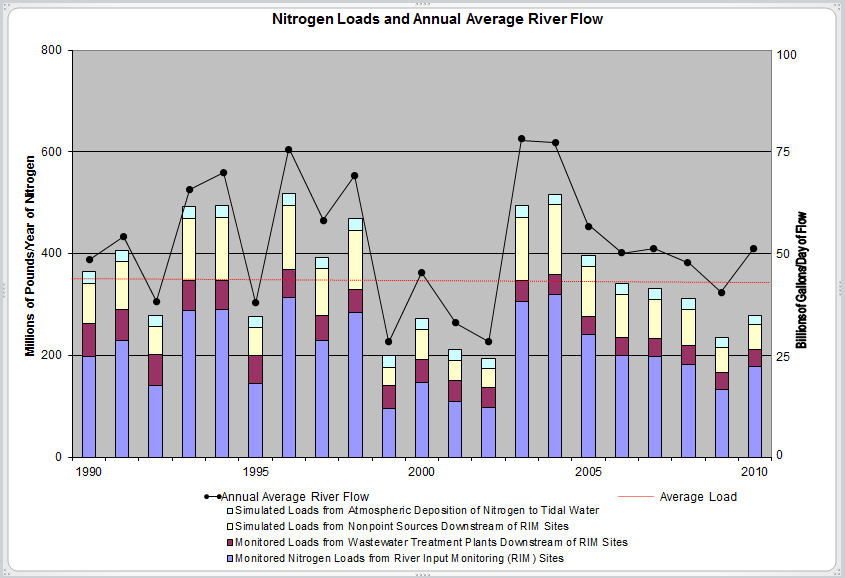 Nitrogen Loads and Annual Average River Flow
800
600
400
200
0
Millions of Pounds/Year of Nitrogen
100
75
50
25
0
Billions of Gallons/Day of Flow
1990
1995
2000
2005
2010
Annual Average River Flow
Average Load
Simulated Loads from Atmospheric Deposition of Nitrogen to Tidal Water
Simulated Loads from Nonpoint Sources Downstream of RIM Sites
Monitored Loads from Wastewater Treatment Plants Downstream of RIM Sites
Monitored Nitrogen Loads from River Input Monitoring (RIM) Sites